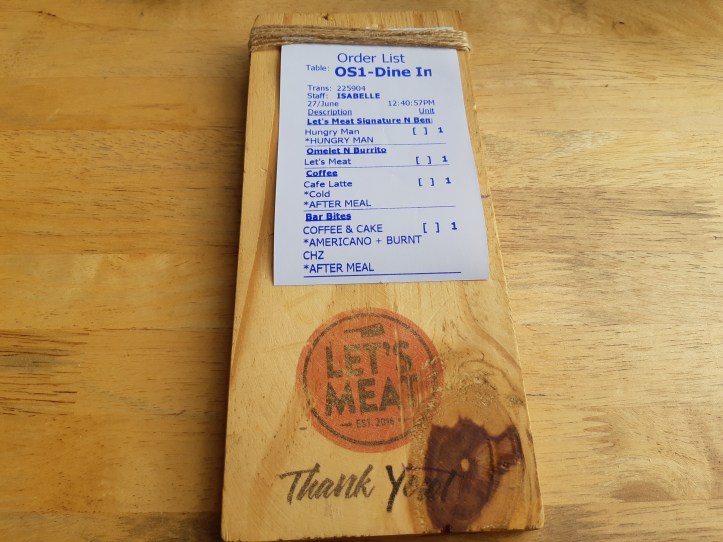 Order List
Table: OS1-Dine In
Trans: 225904
Staff: ISABELLE
27/June 12:40:57PM
Description Unit
Let's Meat Signature N Ben:
Hungry Man [ ] 1
*HUNGRY MAN
Omelet N Burrito
Let's Meat [ ] 1
Coffee
Cafe Latte [ ] 1
*Cold
*AFTER MEAL
Bar Bites
COFFEE & CAKE [ ] 1
*AMERICANO + BURNT
CHZ
*AFTER MEAL
LET'S
MEAT
EST. 2014
Thank You!